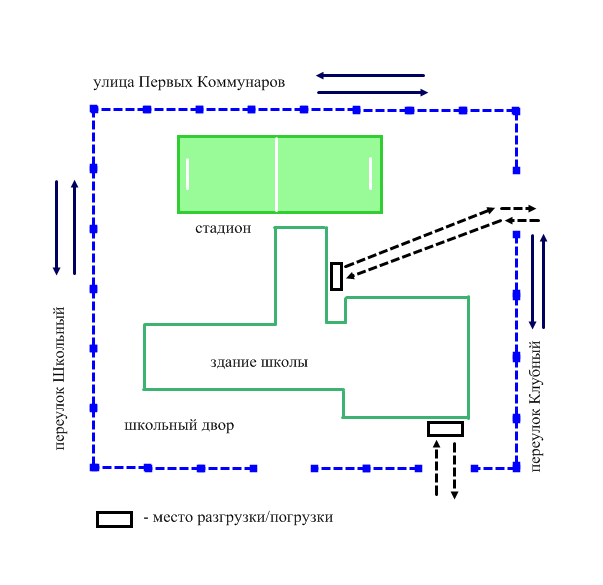 улица Первых Коммунаров
стадион
переулок Школьный
здание школы
переулок Клубный
школьный двор
- место разгрузки/погрузки